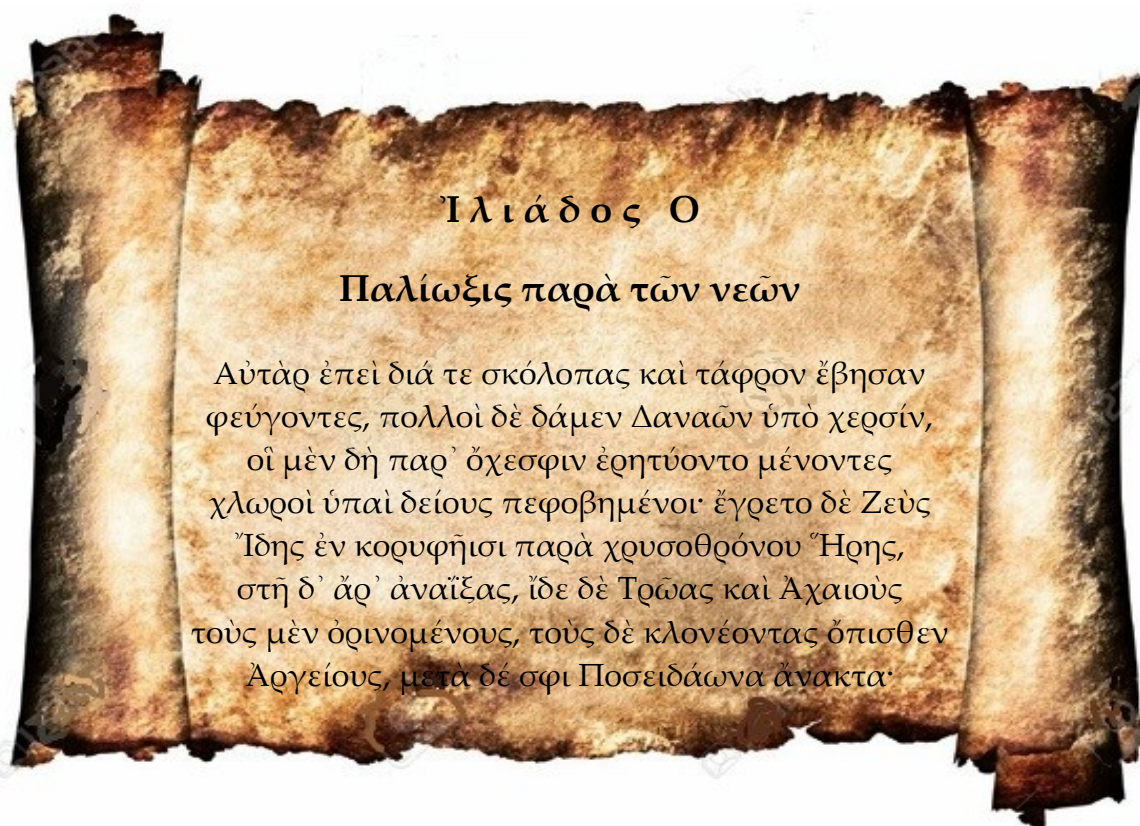 Ἰλιάδος Ο
Παλίωξις παρὰ τῶν νεῶν
Αὐτὰρ ἐπεὶ διά τε σκόλοπας καὶ τάφρον ἔβησαν
φεύγοντες, πολλοὶ δὲ δάμεν Δαναῶν ὑπὸ χερσίν,
οἳ μὲν δὴ παρ᾽ ὄχεσφιν ἐρητύοντο μένοντες
χλωροὶ ὑπαὶ δείους πεφοβημένοι· ἔγρετο δὲ Ζεὺς
Ἴδης ἐν κορυφῆισι παρὰ χρυσοθρόνου Ἥρης,
στῆ δ᾽ ἄρ᾽ ἀναΐξας, ἴδε δὲ Τρῶας καὶ Ἀχαιοὺς
τοὺς μὲν ὀρινομένους, τοὺς δὲ κλονέοντας ὄπισθεν
Ἀργείους, μετὰ δέ σφι Ποσειδάωνα ἄνακτα·